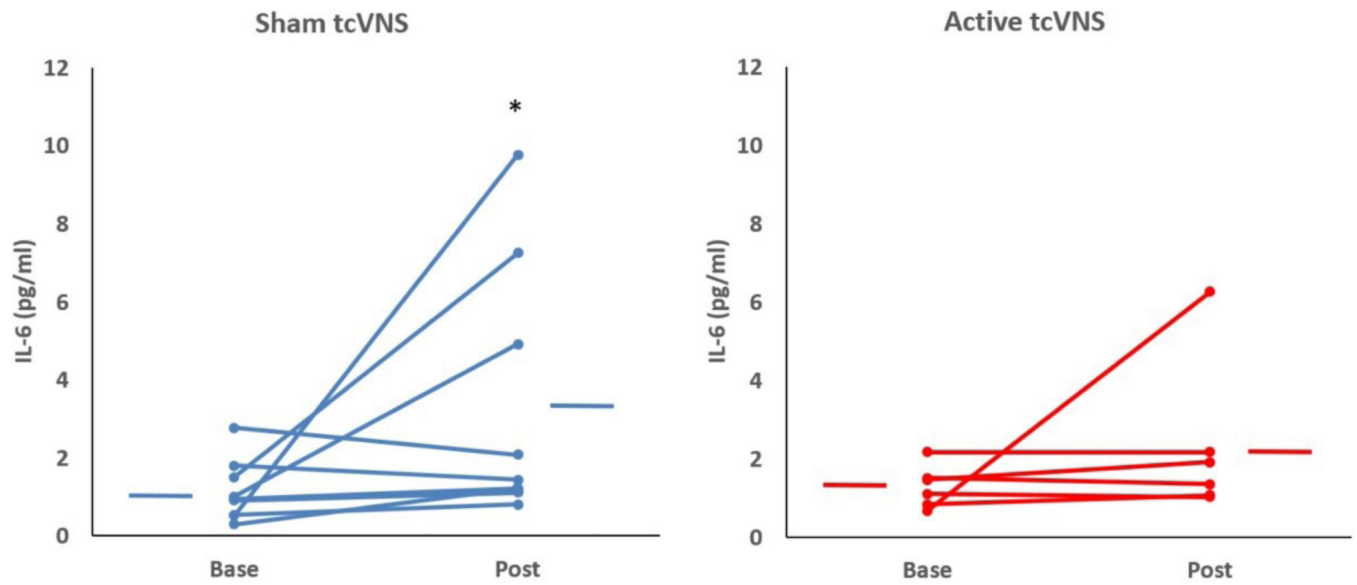 Sham tcVNS
12
10
8
6
4
2
0
IL-6 (pg/ml)
*
Base Post
Active tcVNS
12
10
8
6
4
2
0
IL-6 (pg/ml)
Base Post